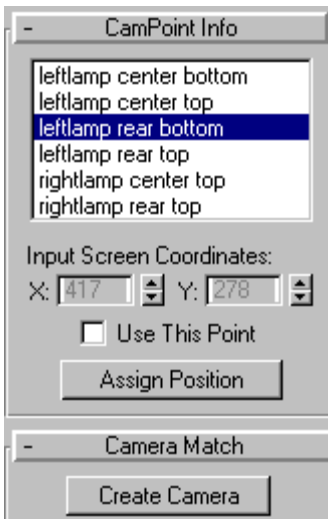 - CamPoint Info
leftlamp center bottom
leftlamp center top
leftlamp rear bottom
leftlamp rear top
rightlamp center top
rightlamp rear top
Input Screen Coordinates:
X: 417 Y: 278
Use This Point
Assign Position
- Camera Match
Create Camera